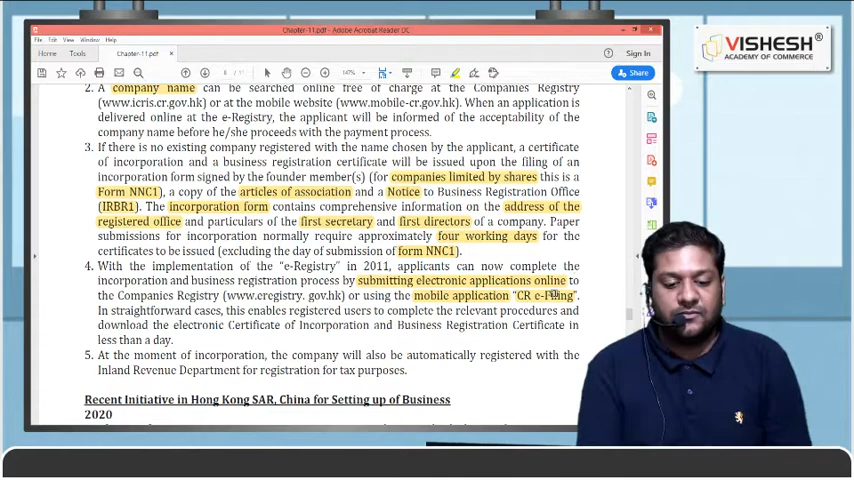 Chapter-11.pdf - Adobe Acrobat Reader DC
File Edit View Window Help
Home Tools Chapter-11.pdf × Sign In
147% Share
2. A company name can be searched online free of charge at the Companies Registry
(www.icris.cr.gov.hk) or at the mobile website (www.mobile-cr.gov.hk). When an application is
delivered online at the e-Registry, the applicant will be informed of the acceptability of the
company name before he/she proceeds with the payment process.
3. If there is no existing company registered with the name chosen by the applicant, a certificate
of incorporation and a business registration certificate will be issued upon the filing of an
incorporation form signed by the founder member(s) (for companies limited by shares this is a
Form NNC1), a copy of the articles of association and a Notice to Business Registration Office
(IRBR1). The incorporation form contains comprehensive information on the address of the
registered office and particulars of the first secretary and first directors of a company. Paper
submissions for incorporation normally require approximately four working days for the
certificates to be issued (excluding the day of submission of form NNC1).
4. With the implementation of the “e-Registry” in 2011, applicants can now complete the
incorporation and business registration process by submitting electronic applications online to
the Companies Registry (www.eregistry. gov.hk) or using the mobile application “CR e-Filing”.
In straightforward cases, this enables registered users to complete the relevant procedures and
download the electronic Certificate of Incorporation and Business Registration Certificate in
less than a day.
5. At the moment of incorporation, the company will also be automatically registered with the
Inland Revenue Department for registration for tax purposes.
Recent Initiative in Hong Kong SAR, China for Setting up of Business
2020
VISHESH®
ACADEMY OF COMMERCE